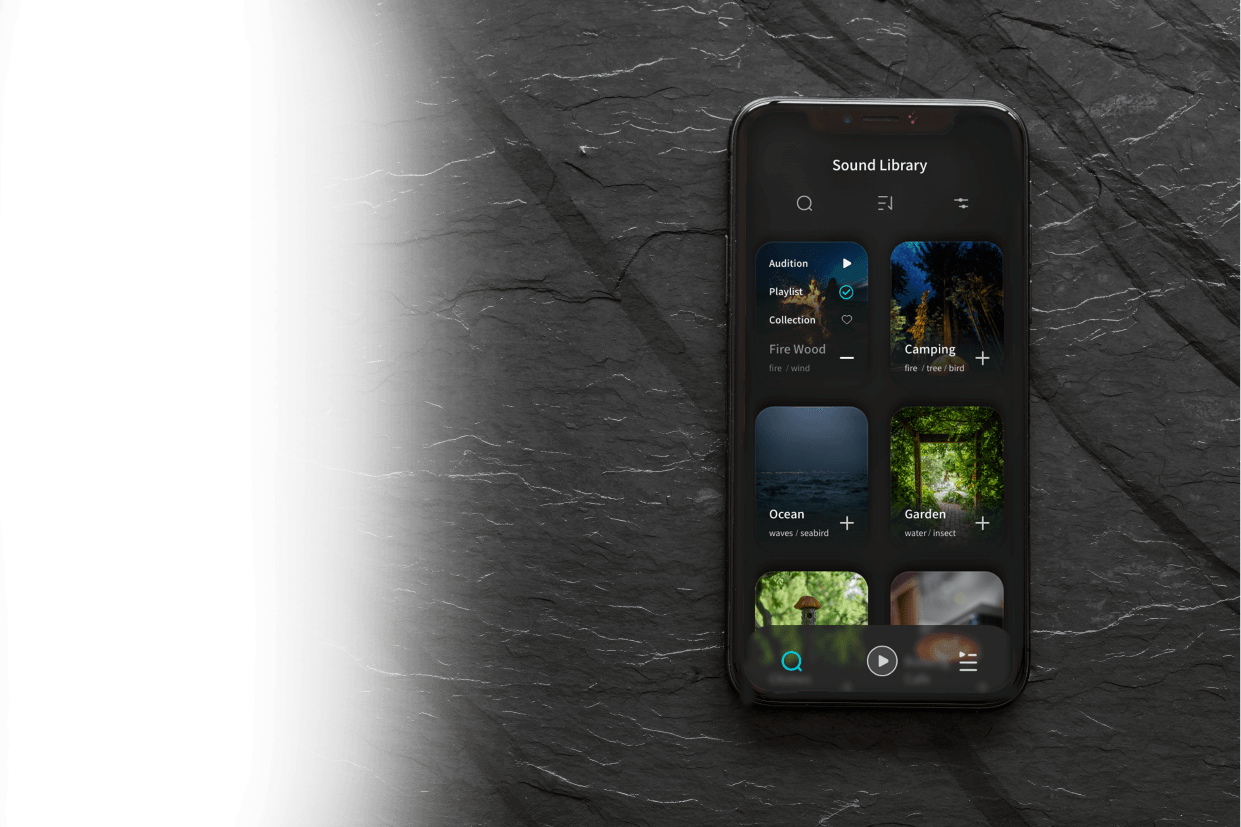 Sound Library
Audition
Playlist
Collection
Fire Wood
fire / wind
Camping
fire / tree / bird
Ocean
waves / seabird
Garden
water / insect